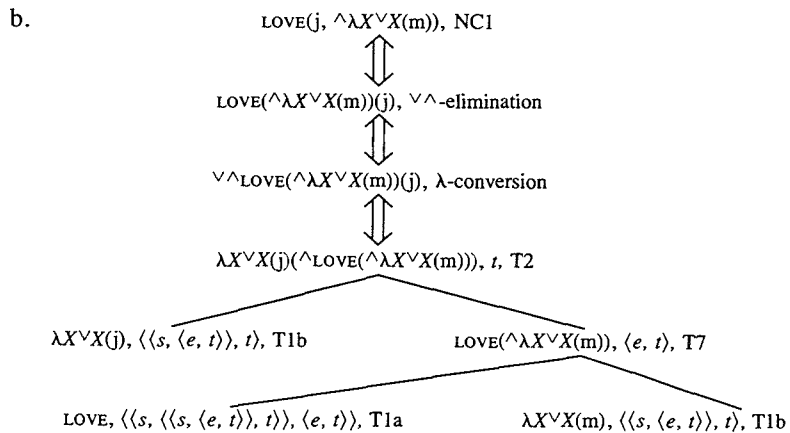 b.
LOVE(j, ^λX˅X(m)), NC1
LOVE(^λX˅X(m))(j), ˅^-elimination
˅^LOVE(^λX˅X(m))(j), λ-conversion
λX˅X(j)(^LOVE(^λX˅X(m))), t, T2
λX˅X(j), ⟨⟨s, ⟨e, t⟩⟩, t⟩, T1b LOVE(^λX˅X(m)), ⟨e, t⟩, T7
LOVE, ⟨⟨s, ⟨⟨s, ⟨e, t⟩⟩, t⟩⟩, ⟨e, t⟩⟩, T1a λX˅X(m), ⟨⟨s, ⟨e, t⟩⟩, t⟩, T1b